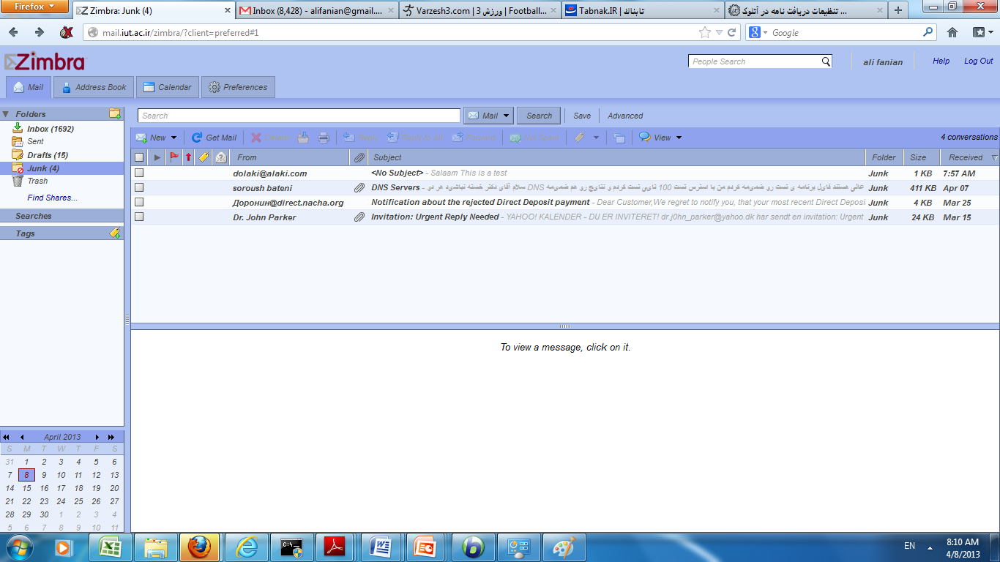 Firefox
Zimbra: Junk (4)
Inbox (8,428) - alifanian@gmail....
Varzesh3.com | ورزش 3 | Football...
Tabnak.IR | تابناك
تنظیمات دریافت نامه در آتلوک ...
mail.iut.ac.ir/zimbra/?client=preferred#1
Google
Zimbra
People Search
ali fanian
Help
Log Out
Mail
Address Book
Calendar
Preferences
Folders
Inbox (1692)
Sent
Drafts (15)
Junk (4)
Trash
Find Shares...
Searches
Tags
Search
Mail
Search
Save
Advanced
New
Get Mail
Delete
Reply
Reply to All
Forward
Not Spam
View
4 conversations
From
Subject
Folder
Size
Received
dolaki@alaki.com <No Subject> - Salaam This is a test Junk 1 KB 7:57 AM
soroush bateni DNS Servers - سلام آقای دکتر خسته نباشید هر دو DNS عالی هستند فایل برنامه ی تست رو ضمیمه کردم من با استرس تست 100 تایی تست کردم و نتایج رو هم ضمیمه Junk 411 KB Apr 07
Доронин@direct.nacha.org Notification about the rejected Direct Deposit payment - Dear Customer,We regret to notify you, that your most recent Direct Deposi Junk 4 KB Mar 25
Dr. John Parker Invitation: Urgent Reply Needed - YAHOO! KALENDER - DU ER INVITERET! dr.j0hn_parker@yahoo.dk har sendt en invitation: Urgent Junk 24 KB Mar 15
To view a message, click on it.
April 2013
S M T W T F S
31 1 2 3 4 5 6
7 8 9 10 11 12 13
14 15 16 17 18 19 20
21 22 23 24 25 26 27
28 29 30 1 2 3 4
5 6 7 8 9 10 11
EN
8:10 AM
4/8/2013